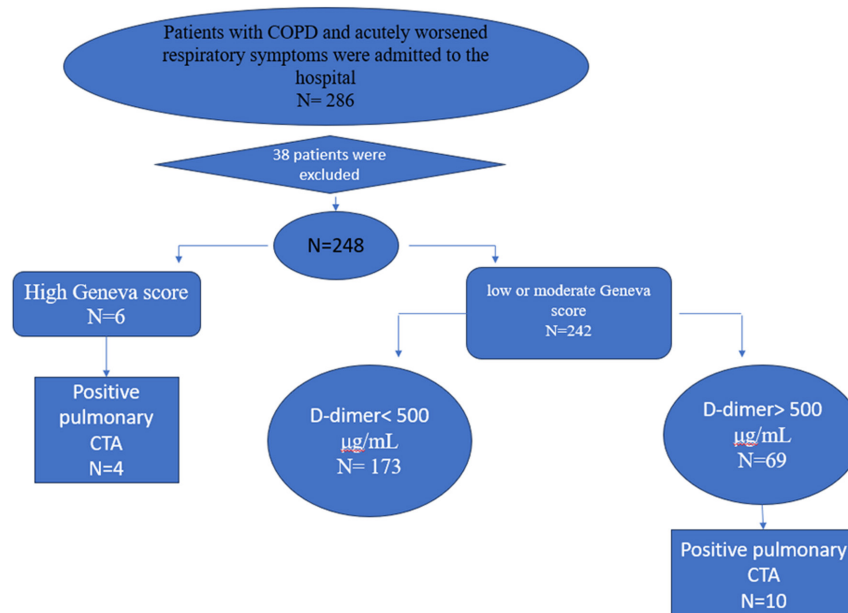 Patients with COPD and acutely worsened
respiratory symptoms were admitted to the
hospital
N= 286
38 patients were
excluded
N=248
High Geneva score
N=6
low or moderate Geneva
score
N=242
Positive
pulmonary
CTA
N=4
D-dimer< 500
µg/mL
N= 173
D-dimer> 500
µg/mL
N=69
Positive pulmonary
CTA
N=10